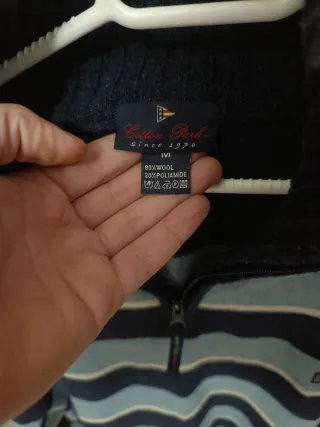 Cotton Park
Since 1976
M
80%WOOL
20%POLIAMIDE